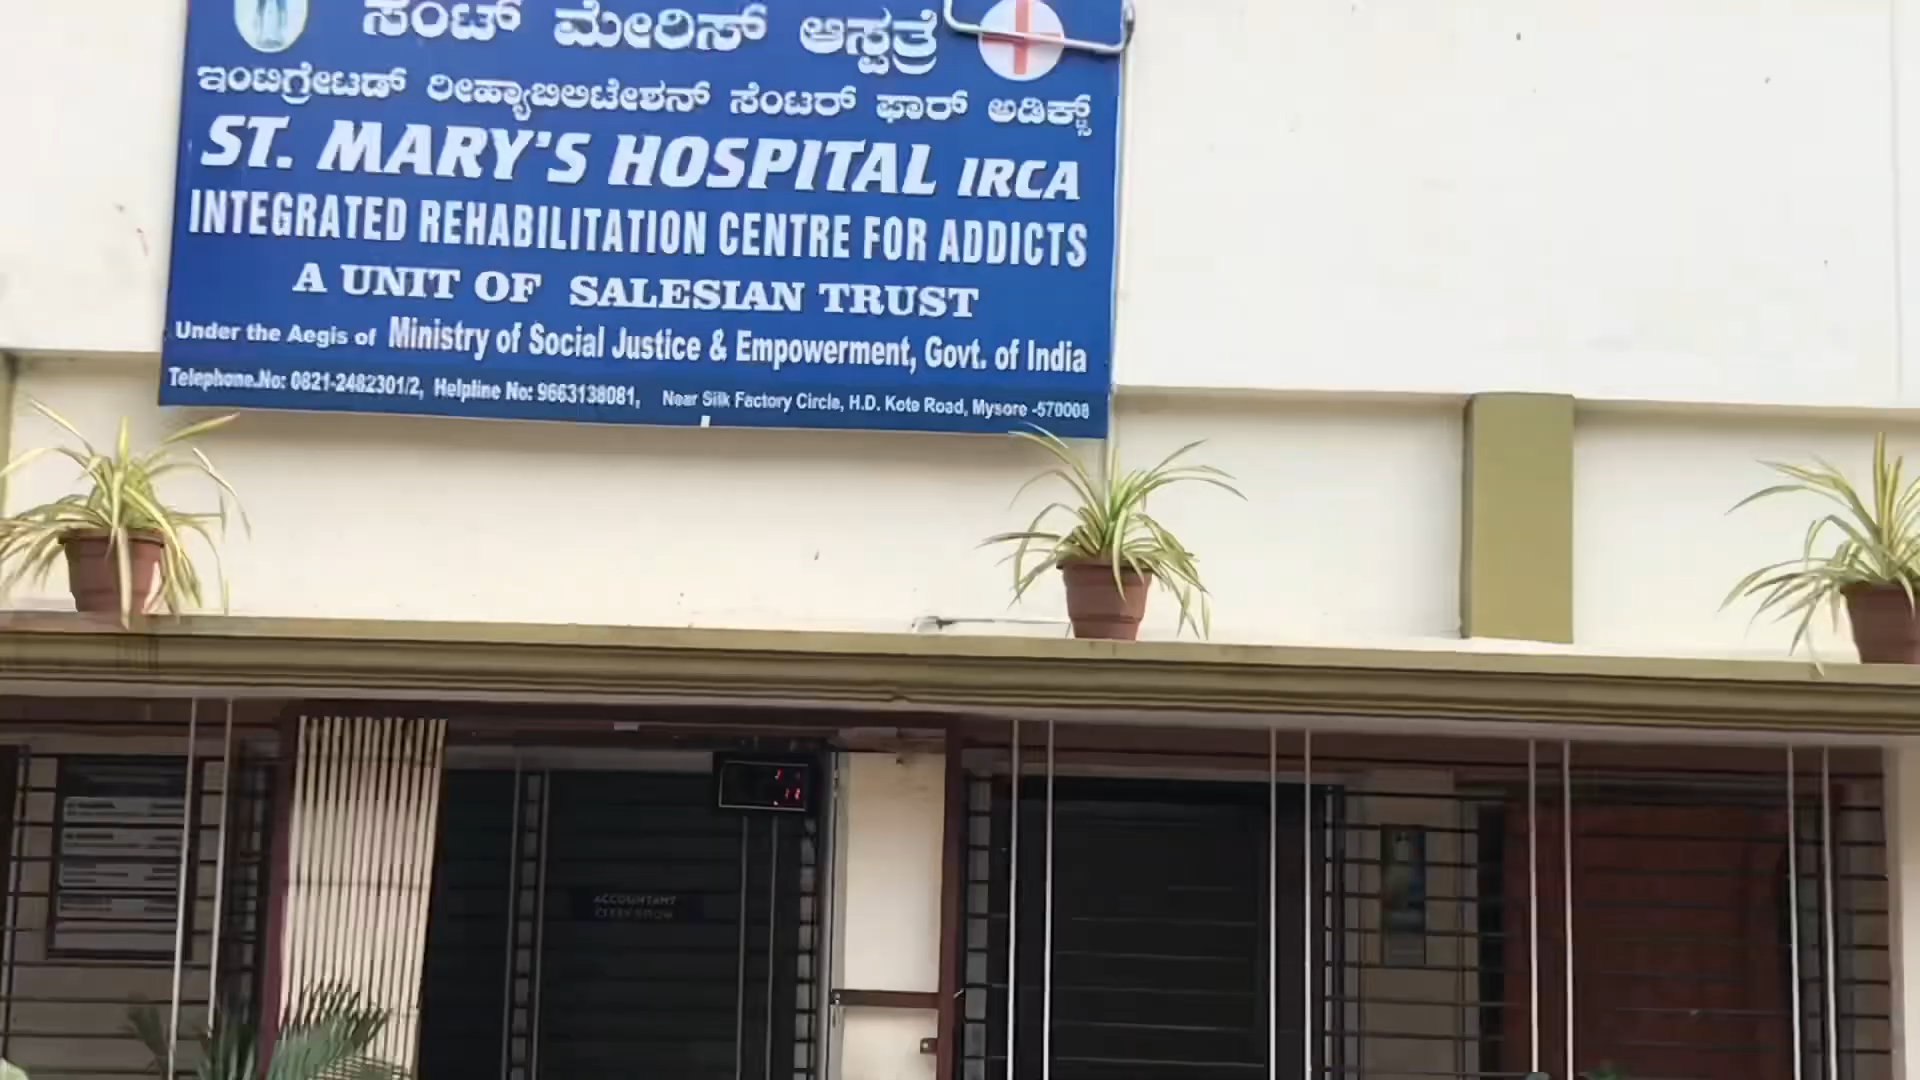 ಸೆಂಟ್ ಮೇರಿಸ್ ಆಸ್ಪತ್ರೆ
ಇಂಟಿಗ್ರೇಟಡ್ ರೀಹ್ಯಾಬಿಲಿಟೇಶನ್ ಸೆಂಟರ್ ಫಾರ್ ಅಡಿಕ್ಟ್ಸ್
ST. MARY'S HOSPITAL IRCA
INTEGRATED REHABILITATION CENTRE FOR ADDICTS
A UNIT OF SALESIAN TRUST
Under the Aegis of Ministry of Social Justice & Empowerment, Govt. of India
Telephone.No: 0821-2482301/2, Helpline No: 9663138081, Near Silk Factory Circle, H.D. Kote Road, Mysore -570008
ACCOUNTANT